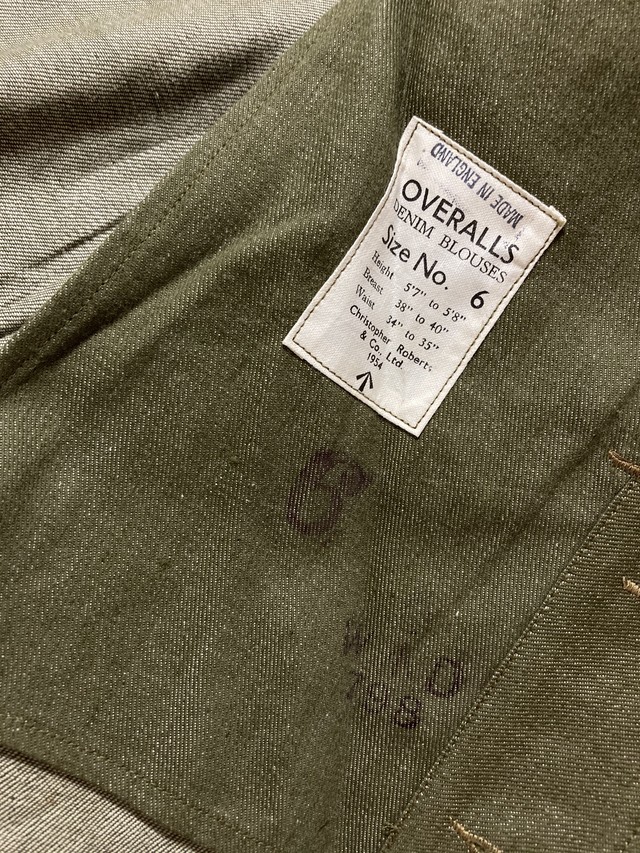 MADE IN ENGLAND
OVERALLS
DENIM BLOUSES
Size No. 6
Height 5'7" to 5'8"
Breast 38" to 40"
Waist 34" to 35"
Christopher Roberts
& Co., Ltd.
1954
6
W↑D
798